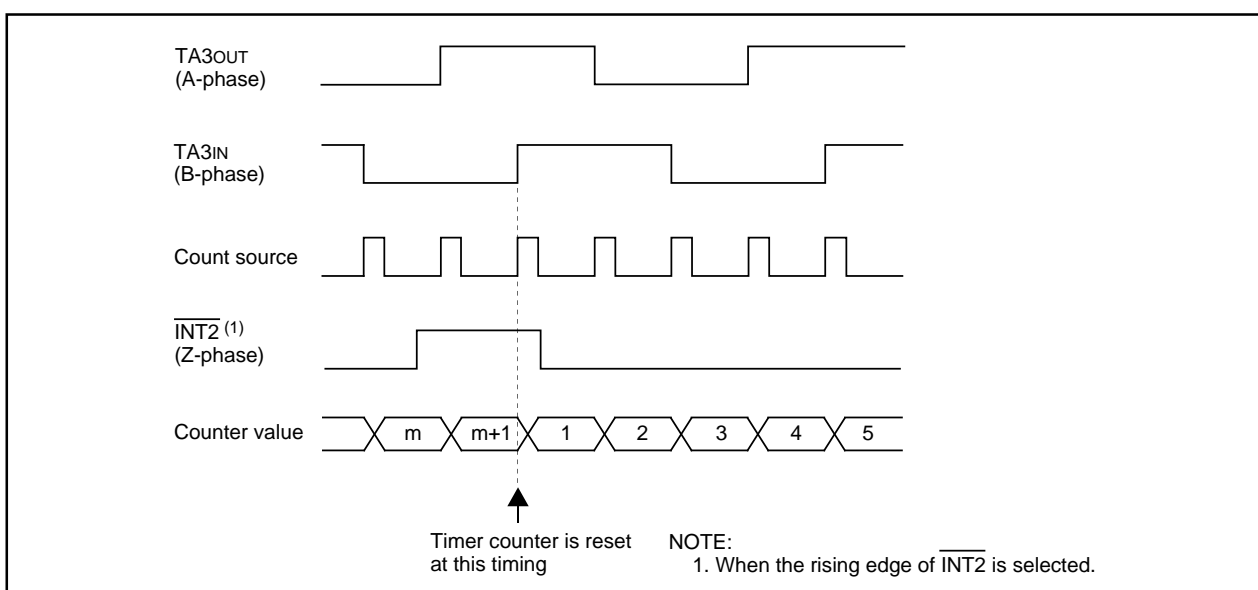 TA3OUT
(A-phase)
TA3IN
(B-phase)
Count source
INT2 (1)
(Z-phase)
Counter value
m m+1 1 2 3 4 5
Timer counter is reset
at this timing
NOTE:
1. When the rising edge of INT2 is selected.